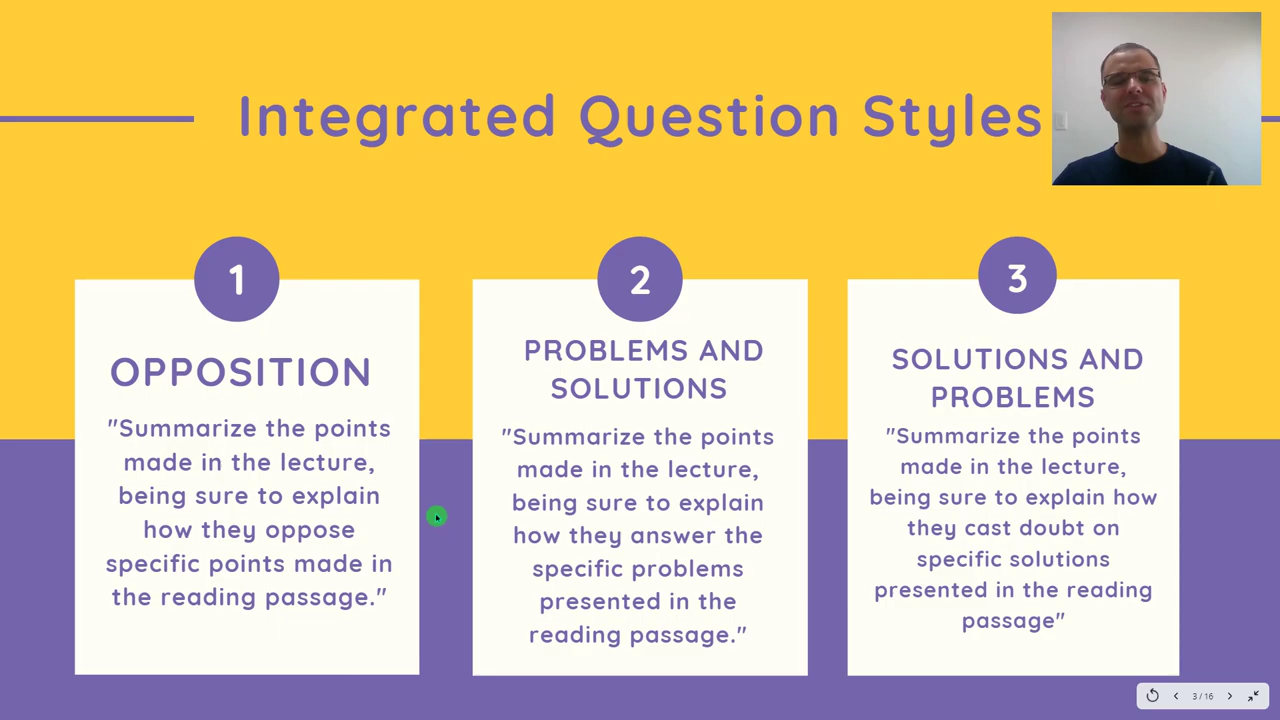 Integrated Question Styles
1
OPPOSITION
"Summarize the points
made in the lecture,
being sure to explain
how they oppose
specific points made in
the reading passage."
2
PROBLEMS AND
SOLUTIONS
"Summarize the points
made in the lecture,
being sure to explain
how they answer the
specific problems
presented in the
reading passage."
3
SOLUTIONS AND
PROBLEMS
"Summarize the points
made in the lecture,
being sure to explain how
they cast doubt on
specific solutions
presented in the reading
passage"
3 / 16